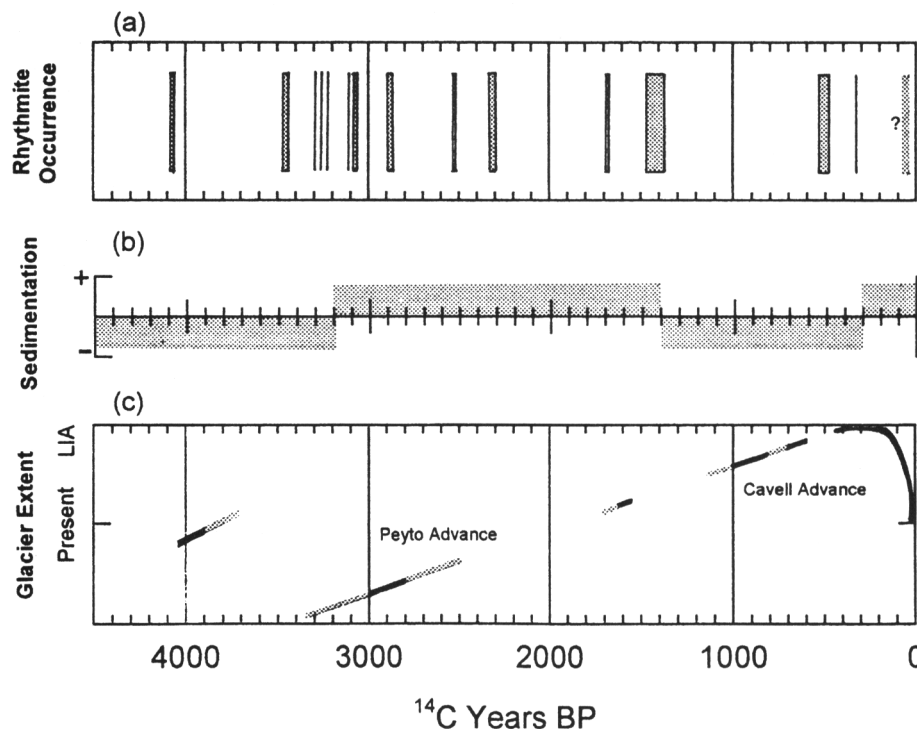 (a)
Rhythmite
Occurrence
?
(b)
Sedimentation
+
−
(c)
Glacier Extent
LIA
Present
Peyto Advance
Cavell Advance
4000 3000 2000 1000 0
¹⁴C Years BP